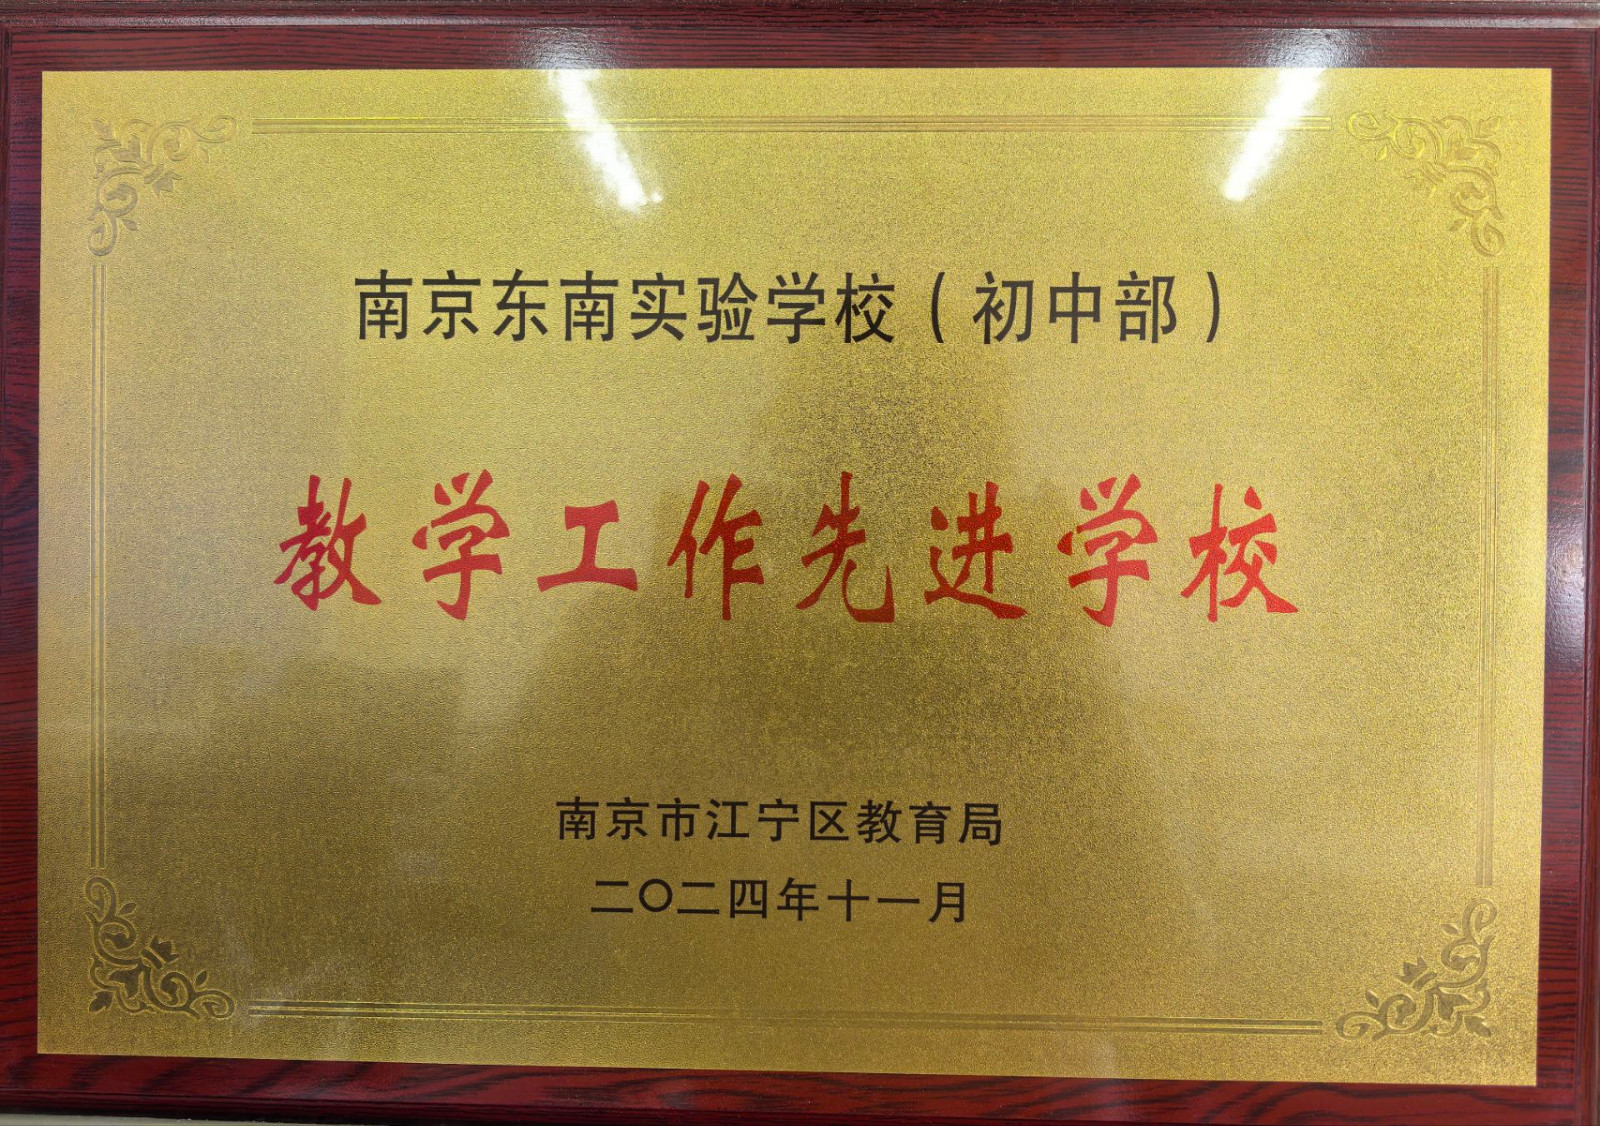 南京东南实验学校（初中部）
教学工作先进学校
南京市江宁区教育局
二〇二四年十一月